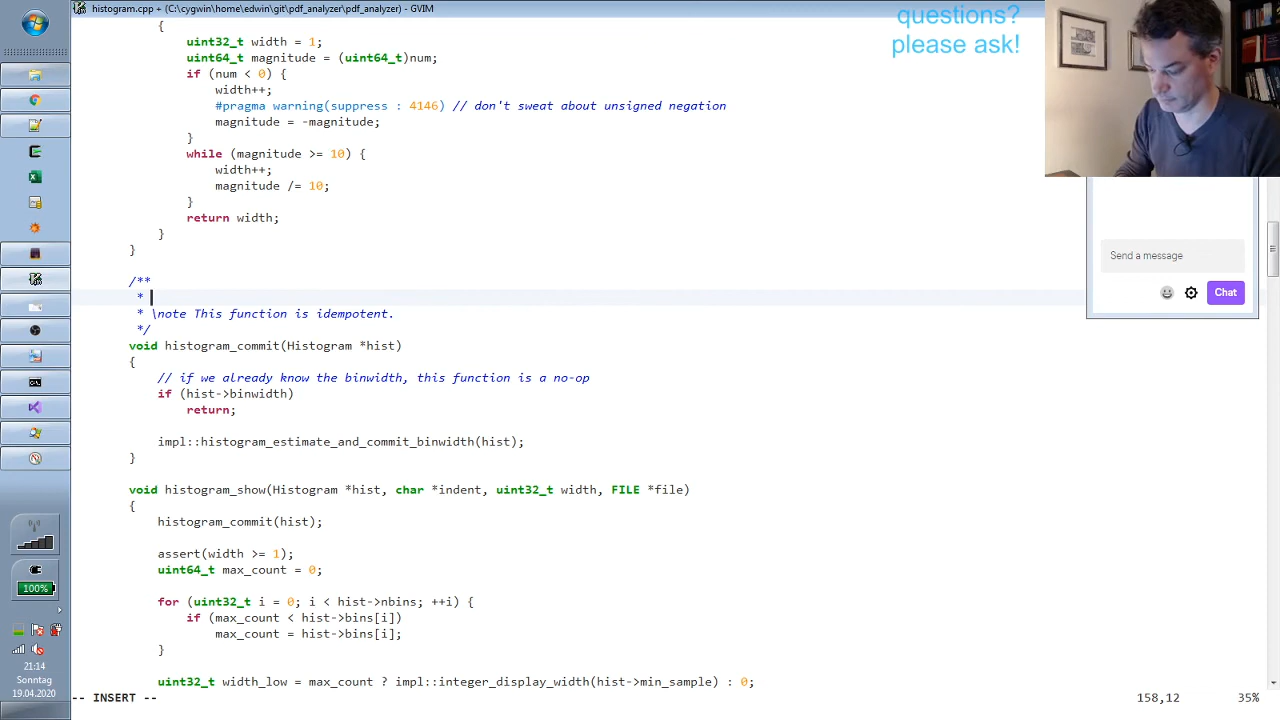 histogram.cpp + (C:\cygwin\home\edwin\git\pdf_analyzer\pdf_analyzer) - GVIM
questions?
please ask!
{
uint32_t width = 1;
uint64_t magnitude = (uint64_t)num;
if (num < 0) {
width++;
#pragma warning(suppress : 4146) // don't sweat about unsigned negation
magnitude = -magnitude;
}
while (magnitude >= 10) {
width++;
magnitude /= 10;
}
return width;
}
}
/**
*
* \note This function is idempotent.
*/
void histogram_commit(Histogram *hist)
{
// if we already know the binwidth, this function is a no-op
if (hist->binwidth)
return;
impl::histogram_estimate_and_commit_binwidth(hist);
}
void histogram_show(Histogram *hist, char *indent, uint32_t width, FILE *file)
{
histogram_commit(hist);
assert(width >= 1);
uint64_t max_count = 0;
for (uint32_t i = 0; i < hist->nbins; ++i) {
if (max_count < hist->bins[i])
max_count = hist->bins[i];
}
uint32_t width_low = max_count ? impl::integer_display_width(hist->min_sample) : 0;
-- INSERT --
158,12
35%
Send a message
Chat
100%
21:14
Sonntag
19.04.2020